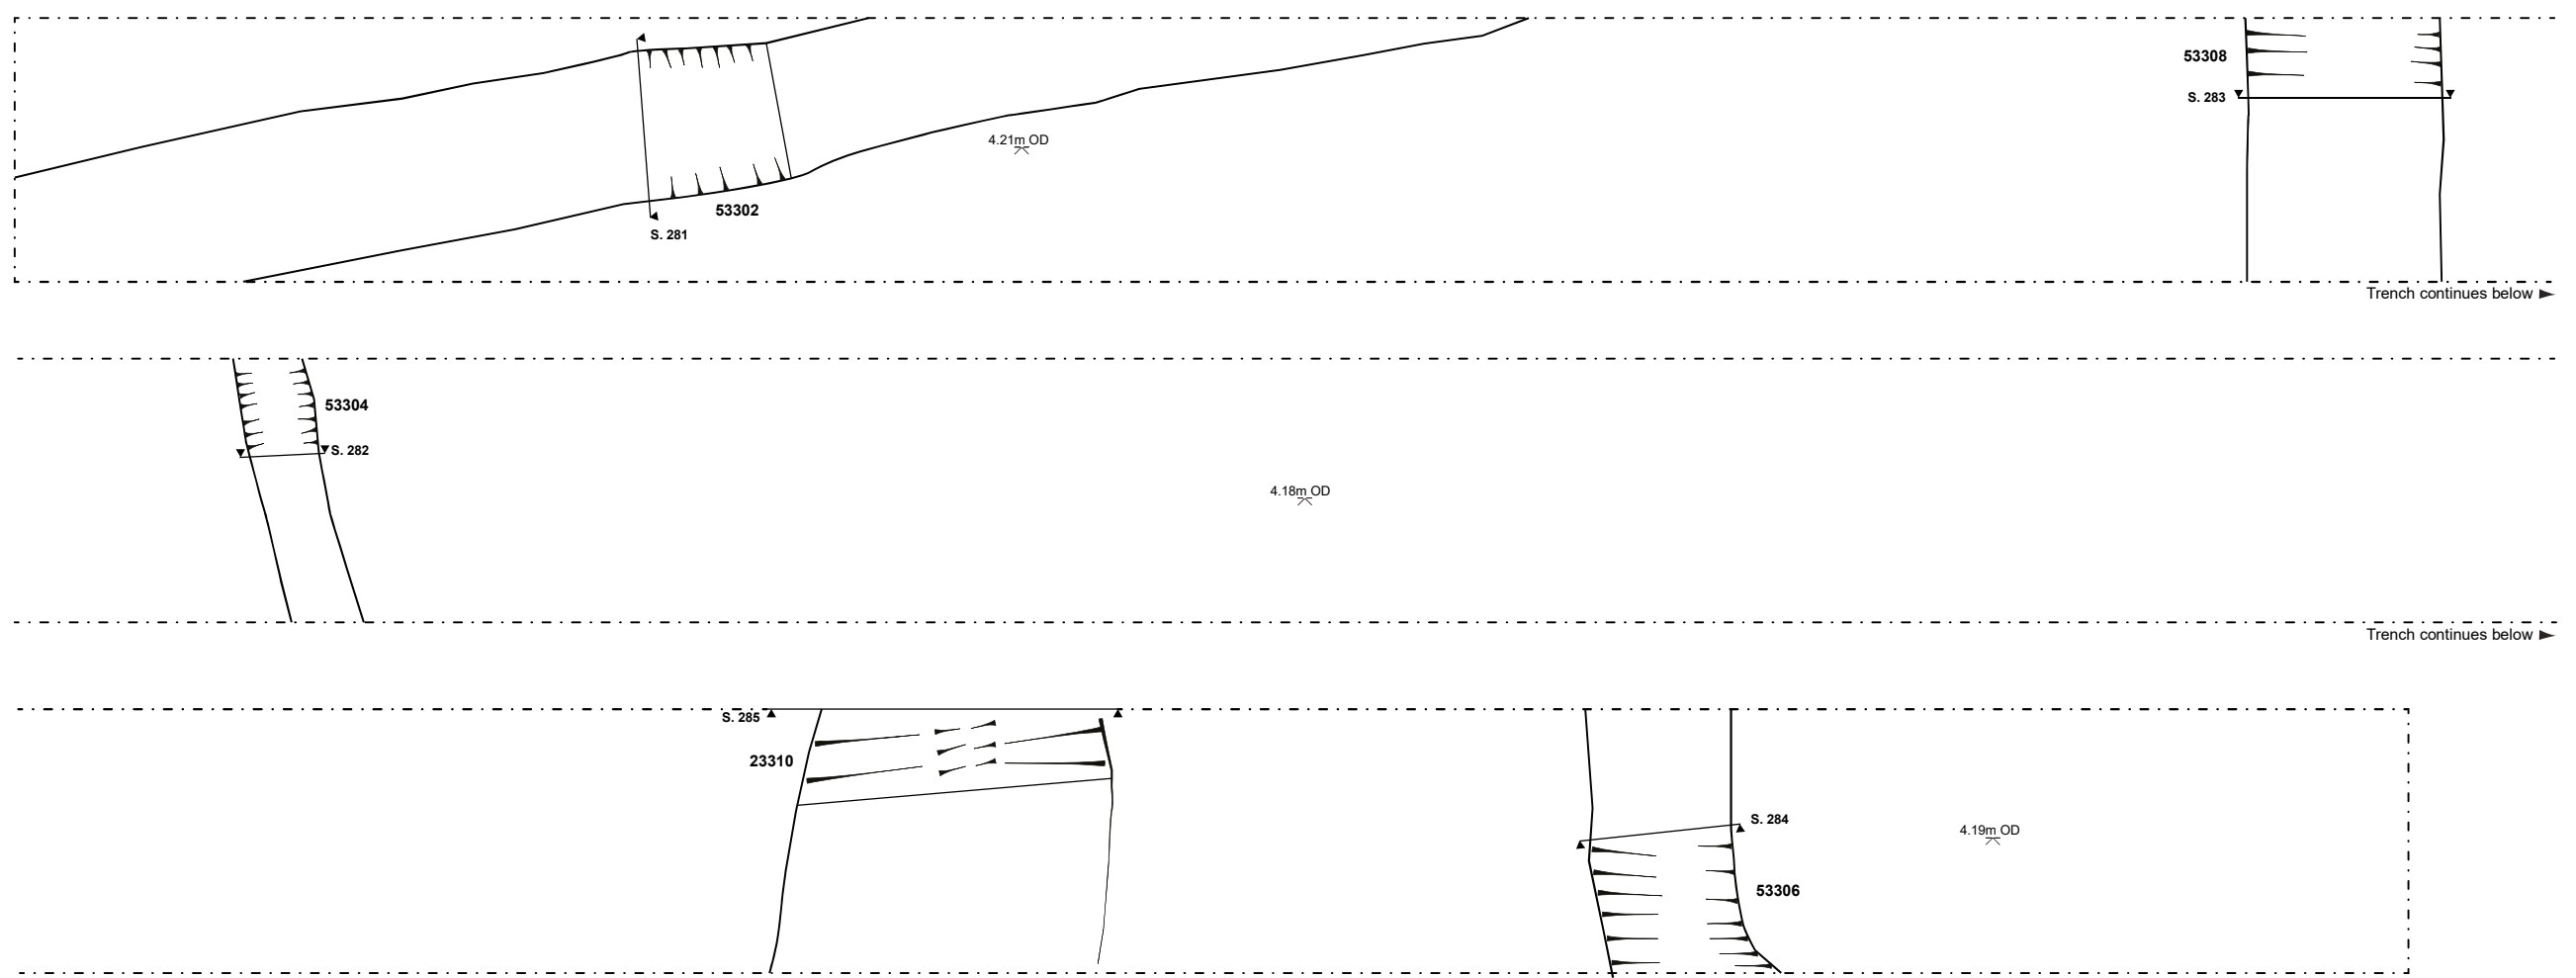 53308
S. 283
4.21m OD
53302
S. 281
Trench continues below
53304
S. 282
4.18m OD
Trench continues below
S. 285
23310
S. 284
4.19m OD
53306